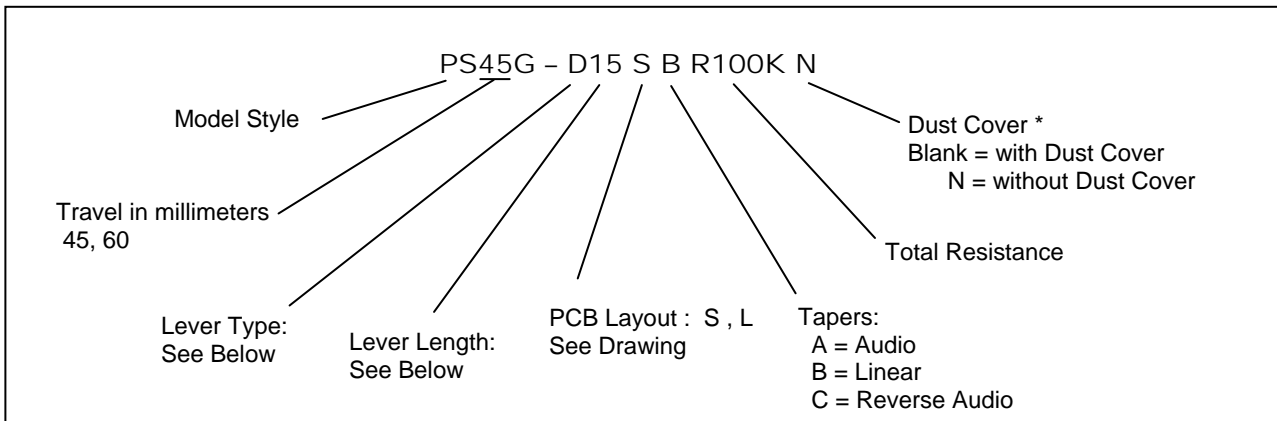 PS45G – D15 S B R100K N
Model Style
Dust Cover *
Blank = with Dust Cover
N = without Dust Cover
Travel in millimeters
45, 60
Total Resistance
Lever Type:
See Below
Lever Length:
See Below
PCB Layout : S , L
See Drawing
Tapers:
A = Audio
B = Linear
C = Reverse Audio